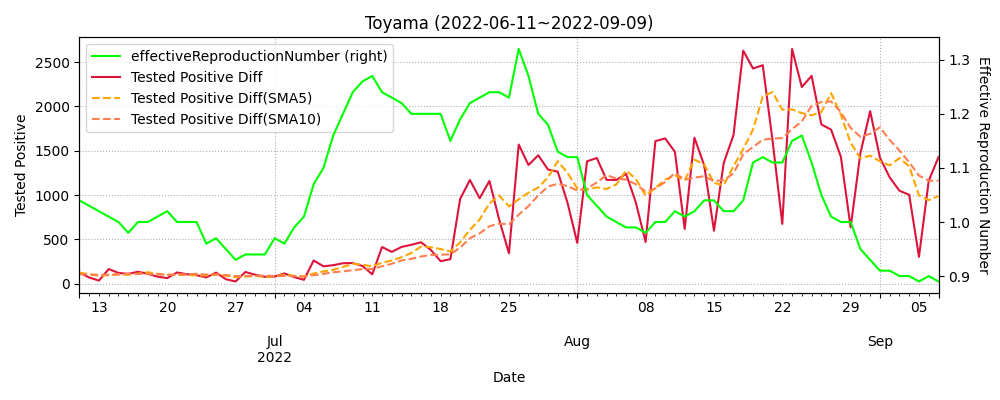 Toyama (2022-06-11~2022-09-09)
effectiveReproductionNumber (right)
Tested Positive Diff
Tested Positive Diff(SMA5)
Tested Positive Diff(SMA10)
Tested Positive
2500
2000
1500
1000
500
0
Effective Reproduction Number
1.3
1.2
1.1
1.0
0.9
13 20 27 04 11 18 25 08 15 22 29 05
Jul Aug Sep
2022
Date